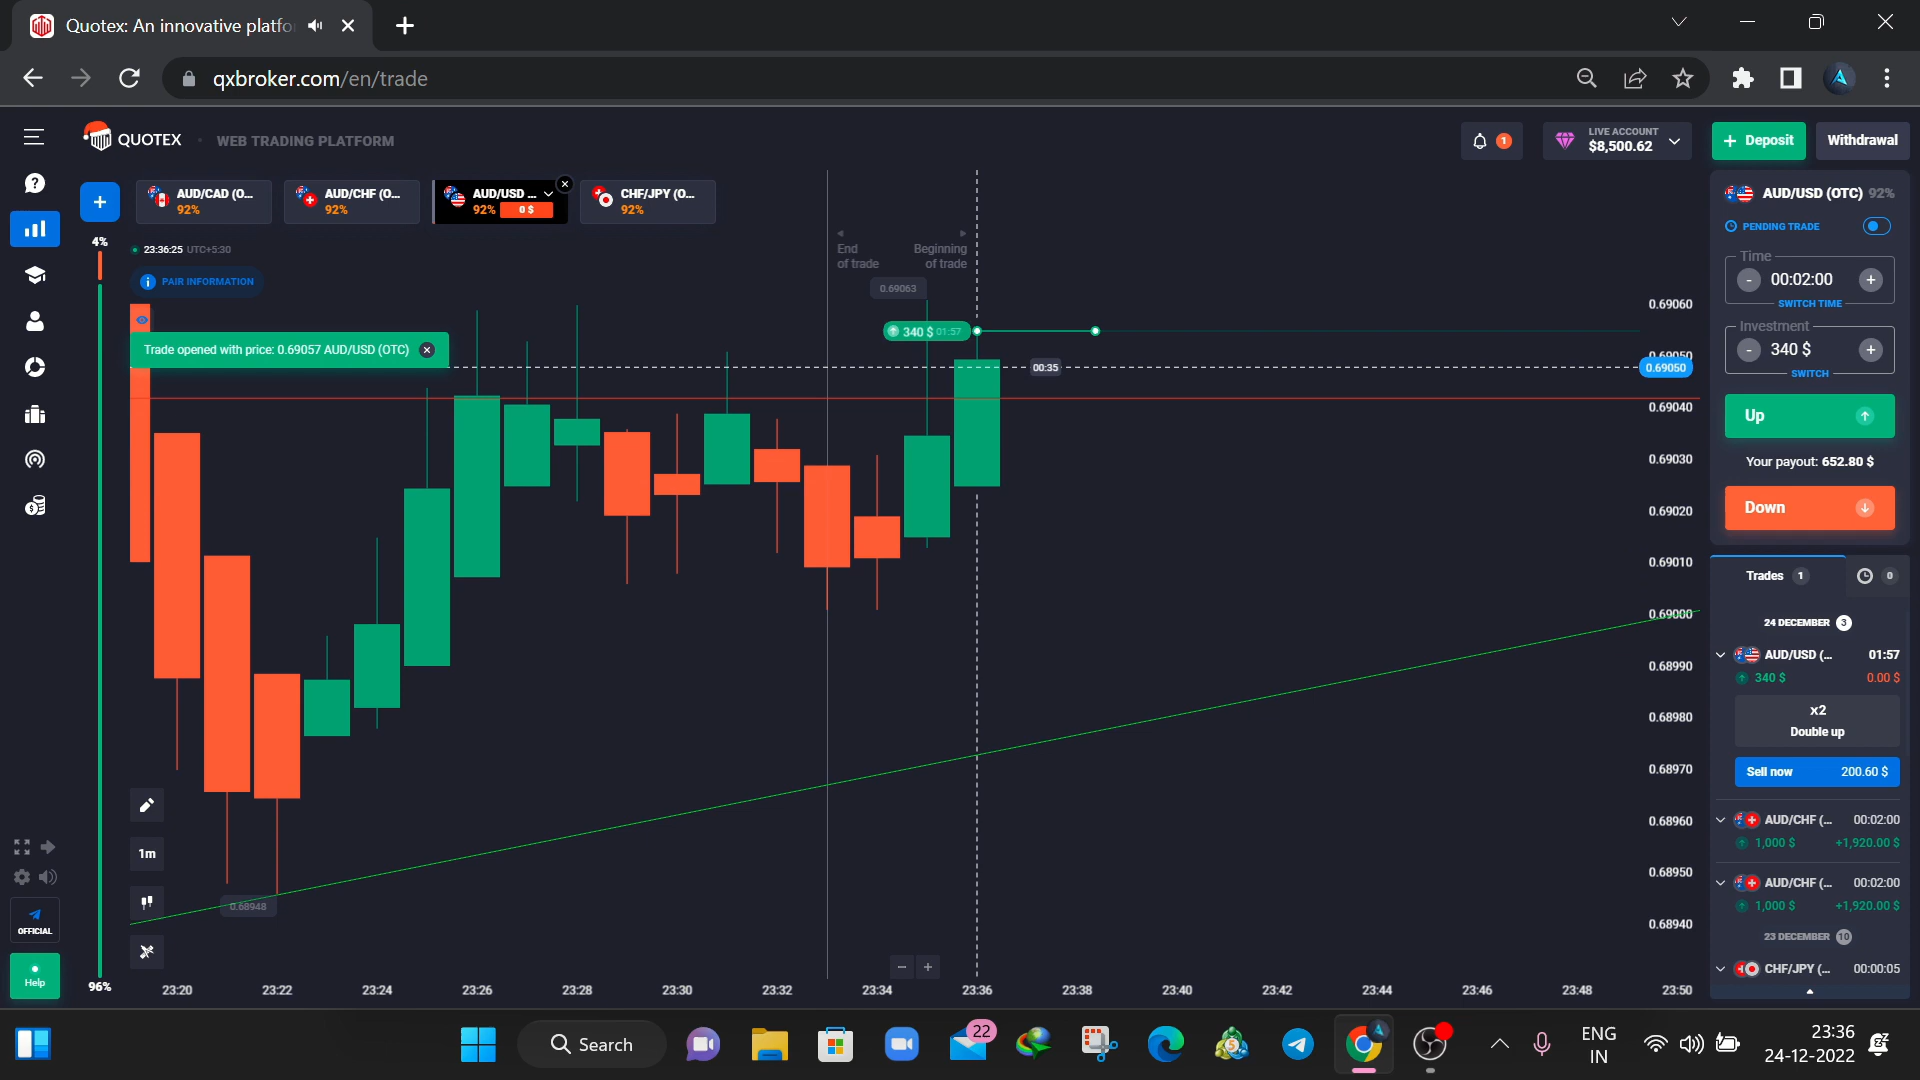 Quotex: An innovative platfo
qxbroker.com/en/trade
QUOTEX
WEB TRADING PLATFORM
1
LIVE ACCOUNT
$8,500.62
+ Deposit
Withdrawal
+
AUD/CAD (O...
92%
AUD/CHF (O...
92%
AUD/USD ...
92%
0 $
CHF/JPY (O...
92%
4%
23:36:25 UTC+5:30
PAIR INFORMATION
Trade opened with price: 0.69057 AUD/USD (OTC)
End
of trade
Beginning
of trade
0.69063
340 $ 01:57
00:35
0.69060
0.69050
0.69050
0.69040
0.69030
0.69020
0.69010
0.69000
0.68990
0.68980
0.68970
0.68960
0.68950
0.68940
0.68948
1m
96%
OFFICIAL
Help
23:20
23:22
23:24
23:26
23:28
23:30
23:32
23:34
23:36
23:38
23:40
23:42
23:44
23:46
23:48
23:50
AUD/USD (OTC) 92%
PENDING TRADE
Time
- 00:02:00 +
SWITCH TIME
Investment
- 340 $ +
SWITCH
Up
Your payout: 652.80 $
Down
Trades 1
0
24 DECEMBER 3
AUD/USD (... 01:57
340 $ 0.00 $
x2
Double up
Sell now 200.60 $
AUD/CHF (... 00:02:00
1,000 $ +1,920.00 $
AUD/CHF (... 00:02:00
1,000 $ +1,920.00 $
23 DECEMBER 10
CHF/JPY (... 00:00:05
Search
22
ENG
IN
23:36
24-12-2022